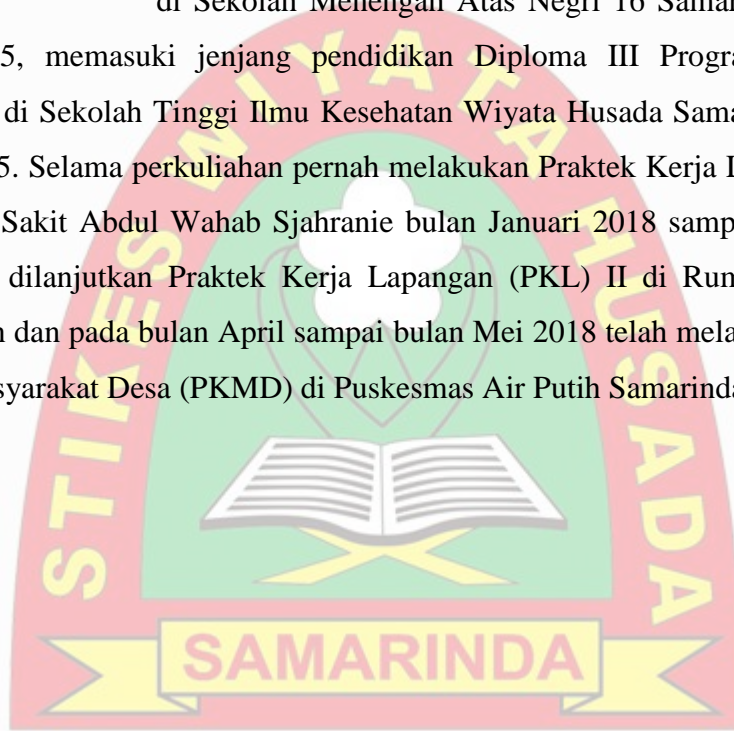 di Sekolah Menengah Atas Negri 16 Samar
5, memasuki jenjang pendidikan Diploma III Progra
di Sekolah Tinggi Ilmu Kesehatan Wiyata Husada Sama
5. Selama perkuliahan pernah melakukan Praktek Kerja L
Sakit Abdul Wahab Sjahranie bulan Januari 2018 samp
dilanjutkan Praktek Kerja Lapangan (PKL) II di Rum
n dan pada bulan April sampai bulan Mei 2018 telah mela
syarakat Desa (PKMD) di Puskesmas Air Putih Samarinda
STIKES WIYATA HUSADA
SAMARINDA